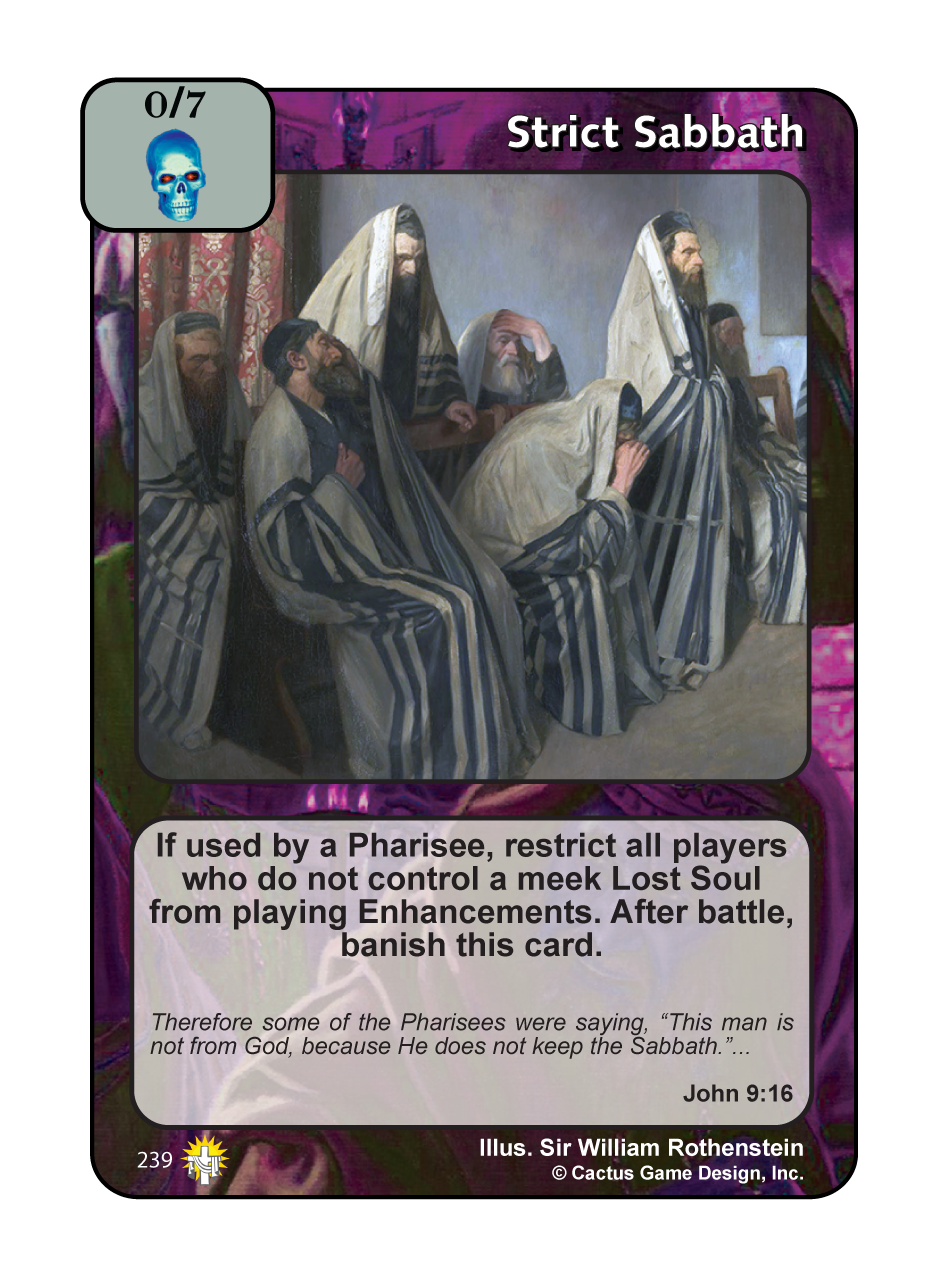 0/7
Strict Sabbath
If used by a Pharisee, restrict all players
who do not control a meek Lost Soul
from playing Enhancements. After battle,
banish this card.
Therefore some of the Pharisees were saying, “This man is
not from God, because He does not keep the Sabbath.”...
John 9:16
239
Illus. Sir William Rothenstein
© Cactus Game Design, Inc.